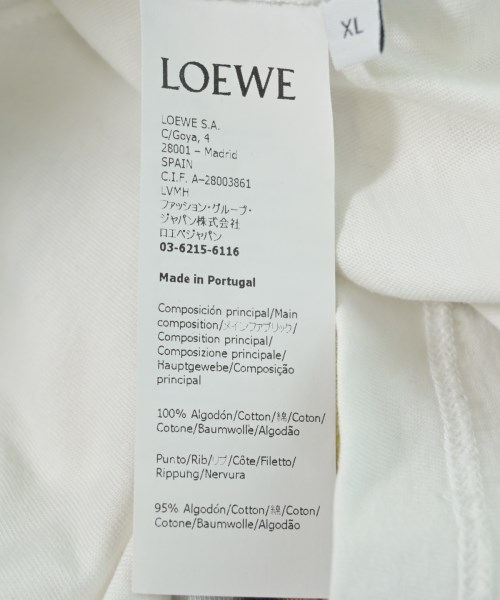 XL
LOEWE
LOEWE S.A.
C/Goya, 4
28001 – Madrid
SPAIN
C.I.F. A-28003861
LVMH
ファッション・グループ・
ジャパン株式会社
ロエベジャパン
03-6215-6116
Made in Portugal
Composición principal/Main
composition/メインファブリック/
Composition principal/
Composizione principale/
Hauptgewebe/Composição
principal
100% Algodón/Cotton/綿/Coton/
Cotone/Baumwolle/Algodão
Punto/Rib/リブ/Côte/Filetto/
Rippung/Nervura
95% Algodón/Cotton/綿/Coton/
Cotone/Baumwolle/Algodão